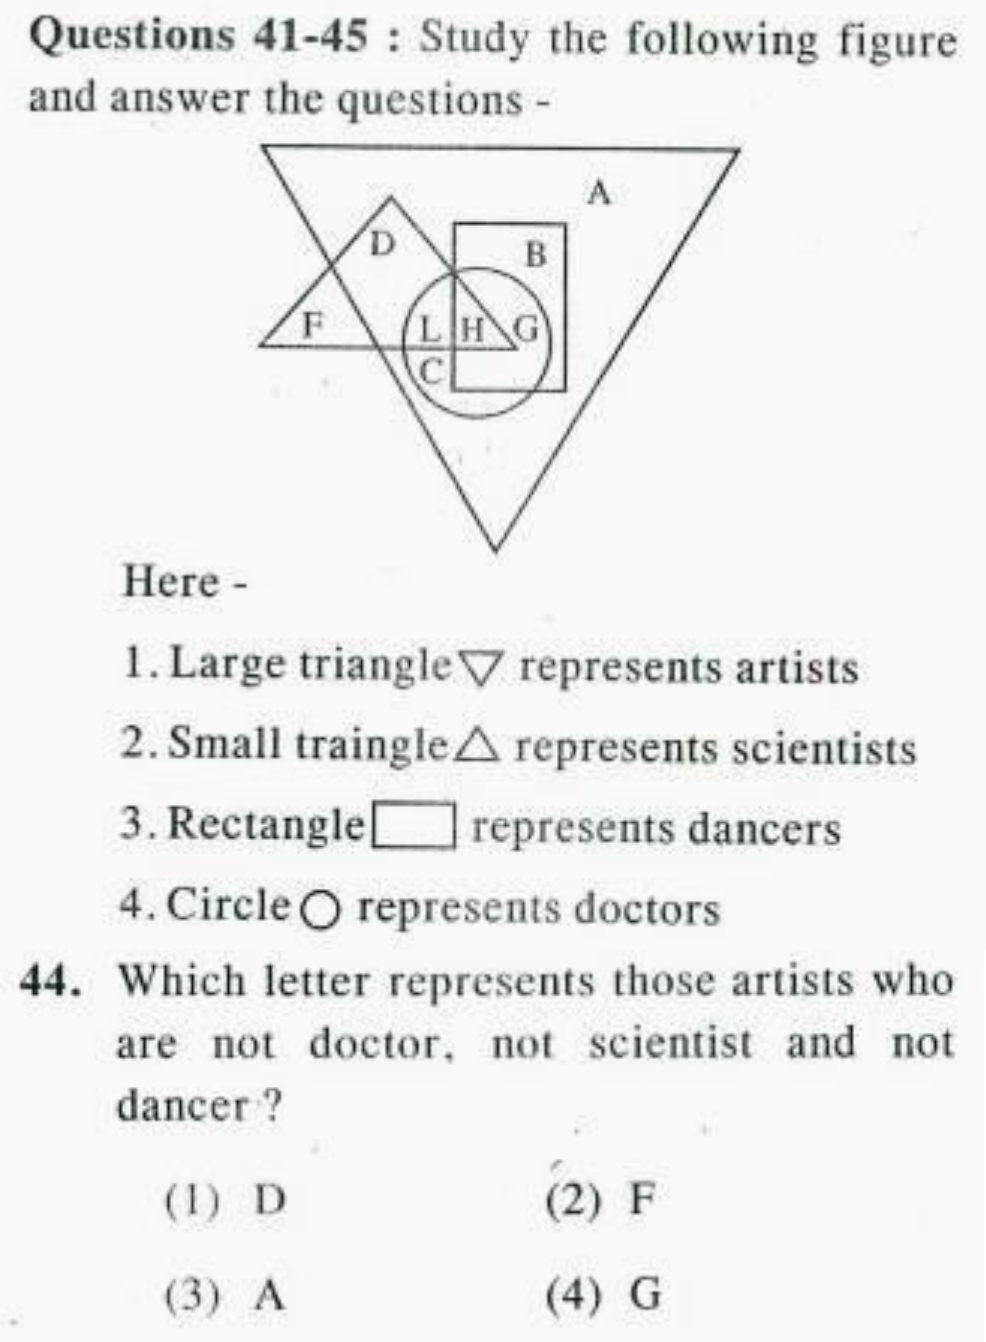 Questions 41-45 : Study the following figure
and answer the questions -
A
D
B
F
L H G
C
Here -
1. Large triangle ▽ represents artists
2. Small traingle △ represents scientists
3. Rectangle ▭ represents dancers
4. Circle ○ represents doctors
44. Which letter represents those artists who
are not doctor, not scientist and not
dancer ?
(1) D (2) F
(3) A (4) G